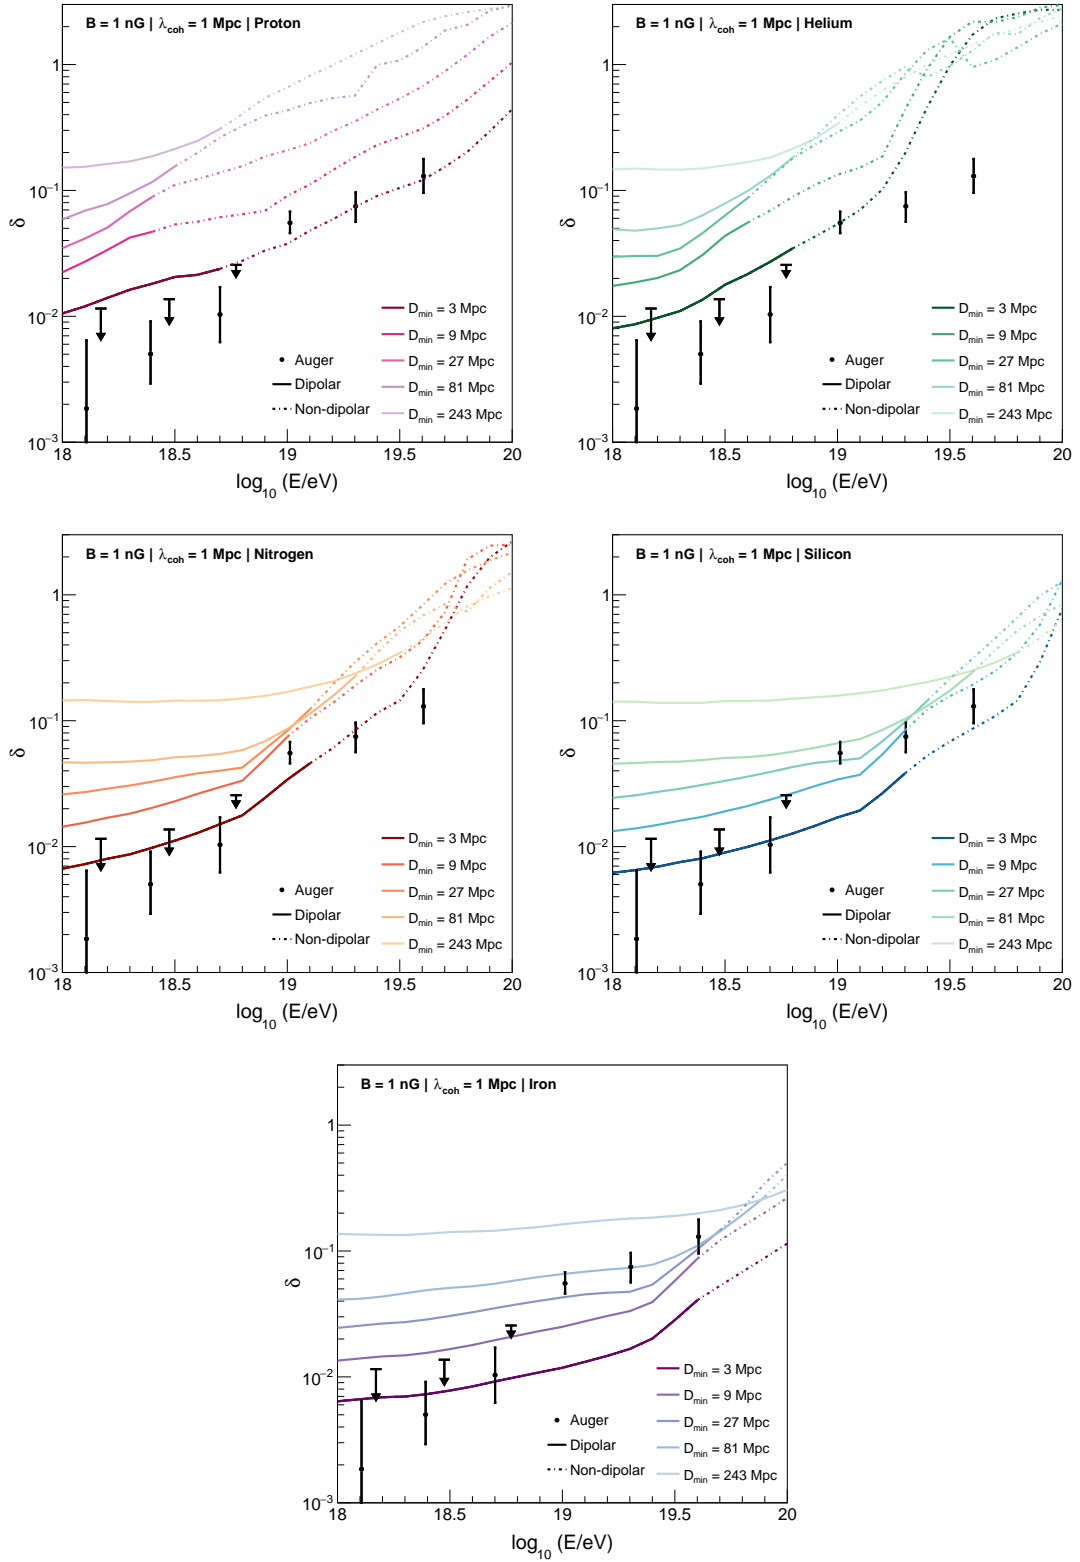 B = 1 nG | λcoh = 1 Mpc | Proton
1
10⁻¹
10⁻²
10⁻³
δ
18
18.5
19
19.5
20
log₁₀ (E/eV)
Auger
Dipolar
Non-dipolar
Dmin = 3 Mpc
Dmin = 9 Mpc
Dmin = 27 Mpc
Dmin = 81 Mpc
Dmin = 243 Mpc
B = 1 nG | λcoh = 1 Mpc | Helium
1
10⁻¹
10⁻²
10⁻³
δ
18
18.5
19
19.5
20
log₁₀ (E/eV)
Auger
Dipolar
Non-dipolar
Dmin = 3 Mpc
Dmin = 9 Mpc
Dmin = 27 Mpc
Dmin = 81 Mpc
Dmin = 243 Mpc
B = 1 nG | λcoh = 1 Mpc | Nitrogen
1
10⁻¹
10⁻²
10⁻³
δ
18
18.5
19
19.5
20
log₁₀ (E/eV)
Auger
Dipolar
Non-dipolar
Dmin = 3 Mpc
Dmin = 9 Mpc
Dmin = 27 Mpc
Dmin = 81 Mpc
Dmin = 243 Mpc
B = 1 nG | λcoh = 1 Mpc | Silicon
1
10⁻¹
10⁻²
10⁻³
δ
18
18.5
19
19.5
20
log₁₀ (E/eV)
Auger
Dipolar
Non-dipolar
Dmin = 3 Mpc
Dmin = 9 Mpc
Dmin = 27 Mpc
Dmin = 81 Mpc
Dmin = 243 Mpc
B = 1 nG | λcoh = 1 Mpc | Iron
1
10⁻¹
10⁻²
10⁻³
δ
18
18.5
19
19.5
20
log₁₀ (E/eV)
Auger
Dipolar
Non-dipolar
Dmin = 3 Mpc
Dmin = 9 Mpc
Dmin = 27 Mpc
Dmin = 81 Mpc
Dmin = 243 Mpc